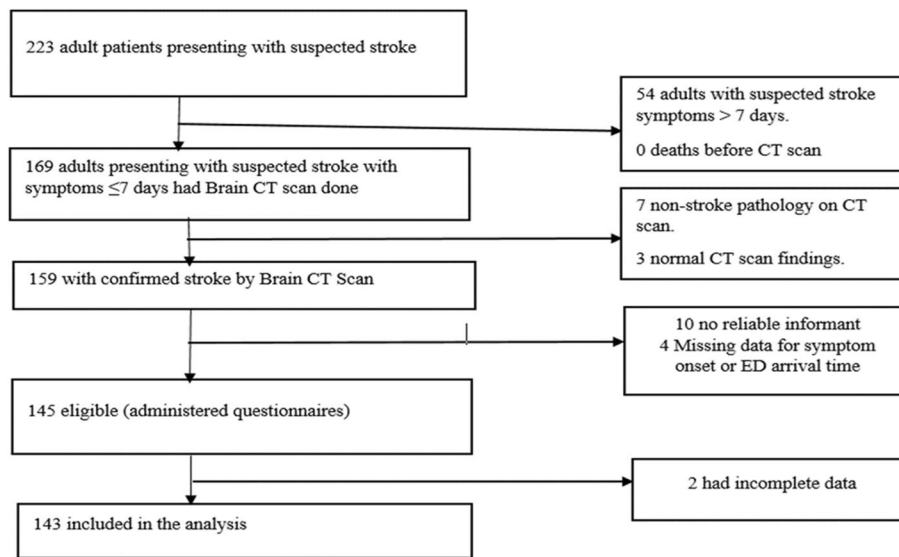 223 adult patients presenting with suspected stroke
54 adults with suspected stroke
symptoms > 7 days.
0 deaths before CT scan
169 adults presenting with suspected stroke with
symptoms ≤7 days had Brain CT scan done
7 non-stroke pathology on CT
scan.
3 normal CT scan findings.
159 with confirmed stroke by Brain CT Scan
10 no reliable informant
4 Missing data for symptom
onset or ED arrival time
145 eligible (administered questionnaires)
2 had incomplete data
143 included in the analysis